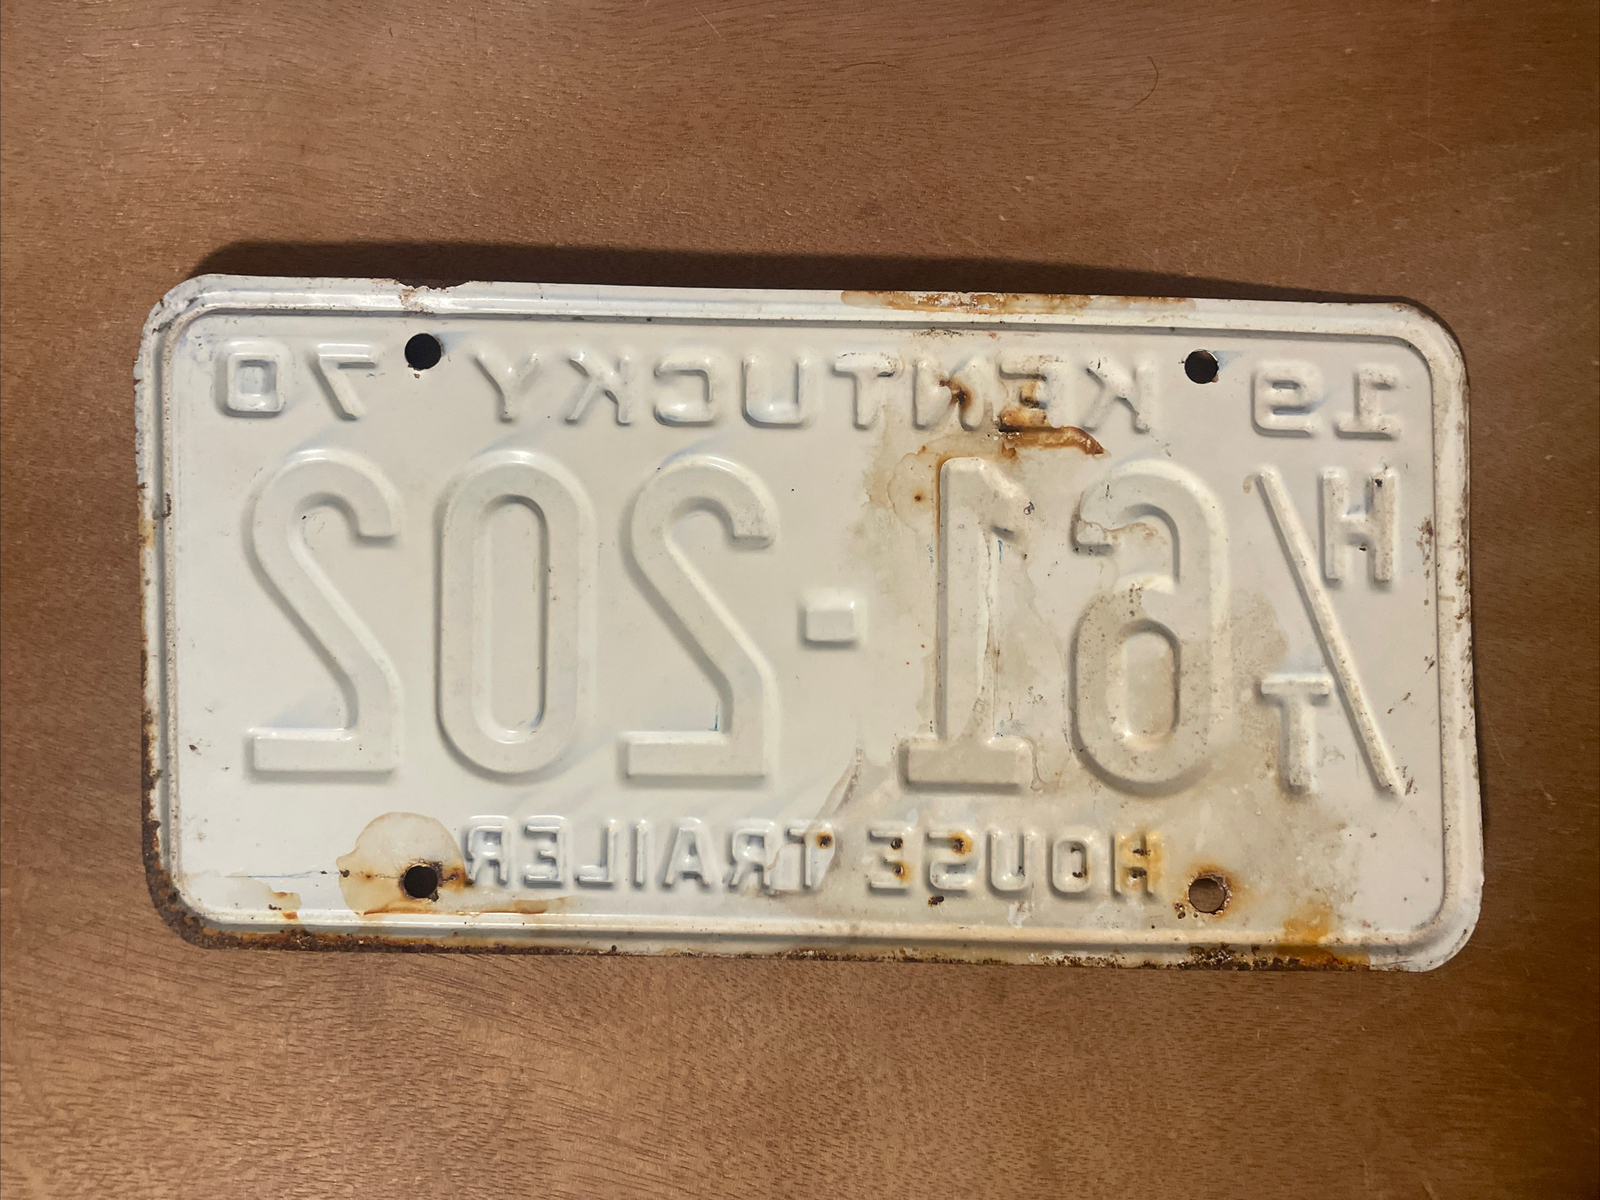 19 KENTUCKY 70
H/T 61-202
HOUSE TRAILER